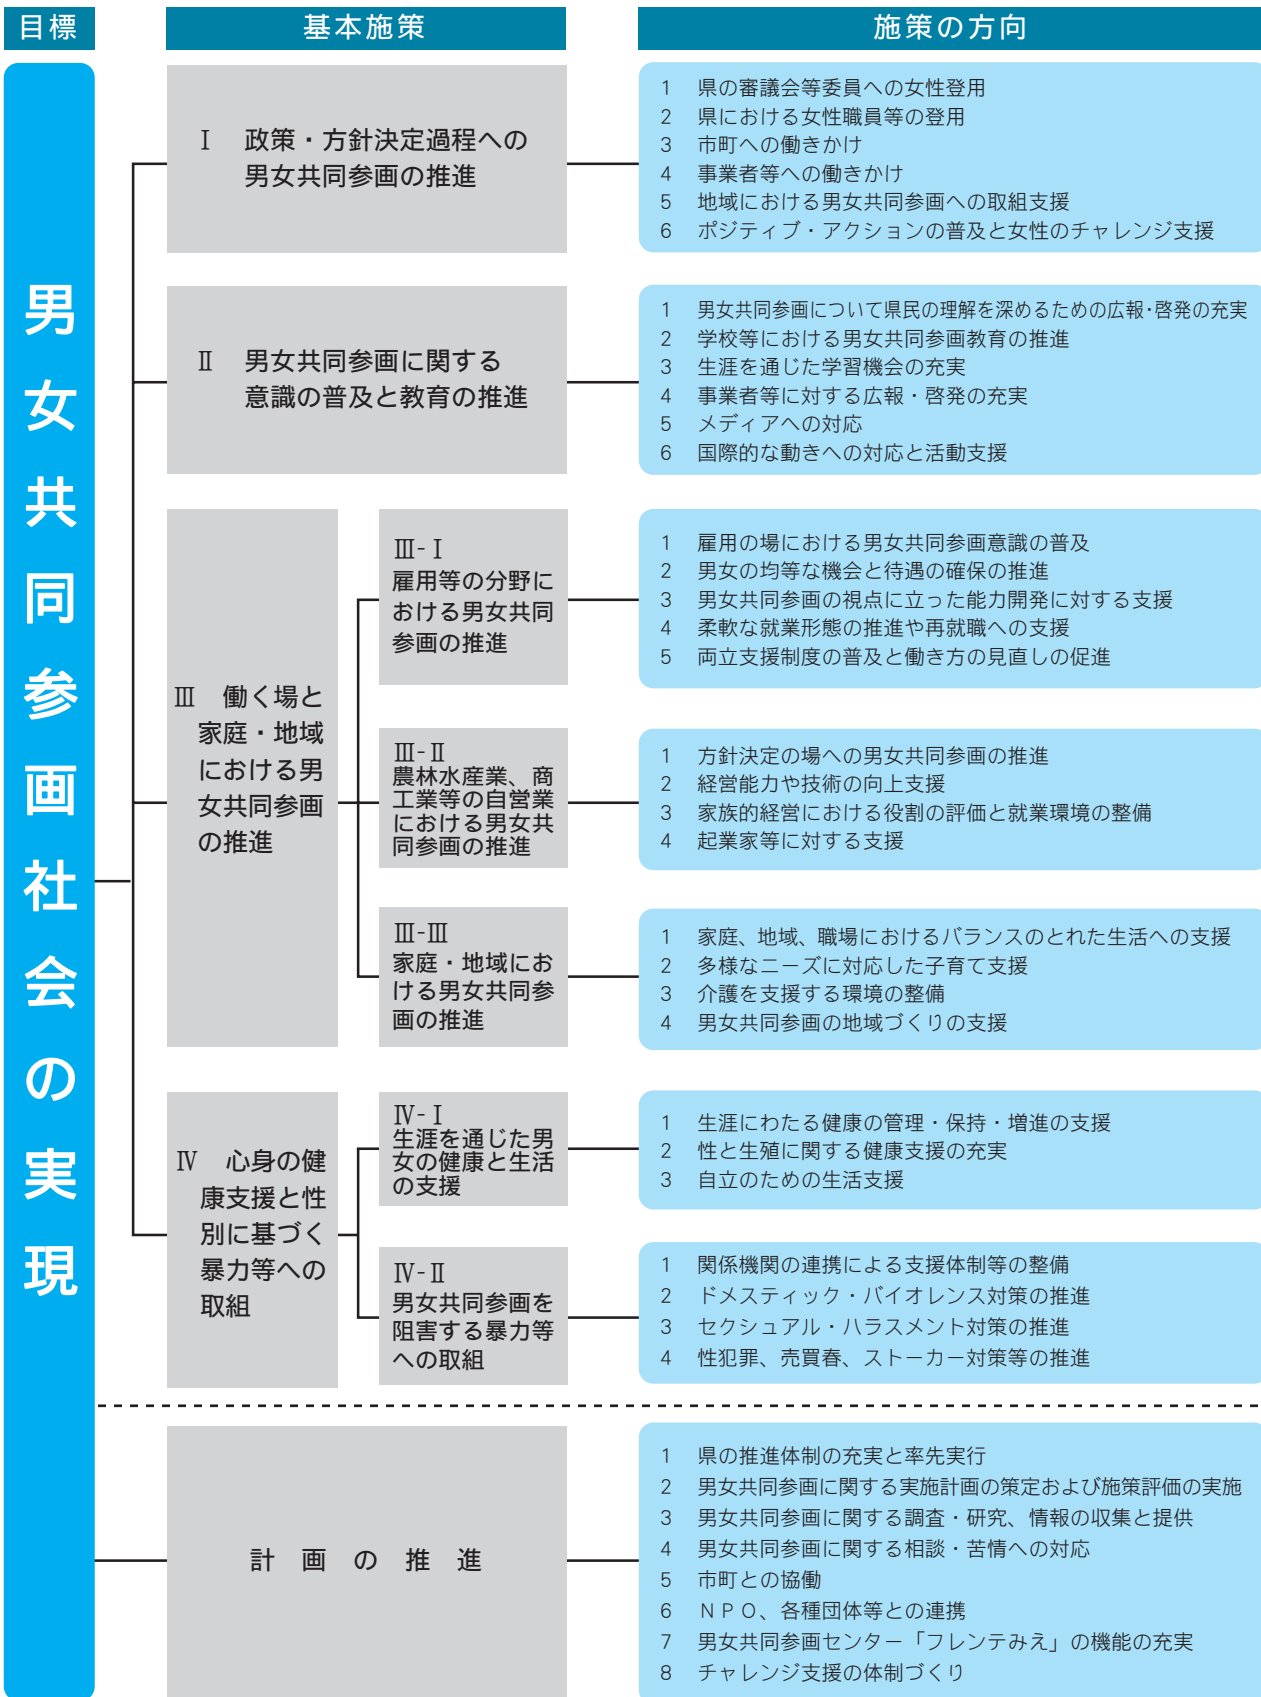 目標
基本施策
施策の方向
男女共同参画社会の実現
Ⅰ　政策・方針決定過程への
男女共同参画の推進
1　県の審議会等委員への女性登用
2　県における女性職員等の登用
3　市町への働きかけ
4　事業者等への働きかけ
5　地域における男女共同参画への取組支援
6　ポジティブ・アクションの普及と女性のチャレンジ支援
Ⅱ　男女共同参画に関する
意識の普及と教育の推進
1　男女共同参画について県民の理解を深めるための広報・啓発の充実
2　学校等における男女共同参画教育の推進
3　生涯を通じた学習機会の充実
4　事業者等に対する広報・啓発の充実
5　メディアへの対応
6　国際的な動きへの対応と活動支援
Ⅲ　働く場と
家庭・地域
における男
女共同参画
の推進
Ⅲ-Ⅰ
雇用等の分野に
おける男女共同
参画の推進
1　雇用の場における男女共同参画意識の普及
2　男女の均等な機会と待遇の確保の推進
3　男女共同参画の視点に立った能力開発に対する支援
4　柔軟な就業形態の推進や再就職への支援
5　両立支援制度の普及と働き方の見直しの促進
Ⅲ-Ⅱ
農林水産業、商
工業等の自営業
における男女共
同参画の推進
1　方針決定の場への男女共同参画の推進
2　経営能力や技術の向上支援
3　家族的経営における役割の評価と就業環境の整備
4　起業家等に対する支援
Ⅲ-Ⅲ
家庭・地域にお
ける男女共同参
画の推進
1　家庭、地域、職場におけるバランスのとれた生活への支援
2　多様なニーズに対応した子育て支援
3　介護を支援する環境の整備
4　男女共同参画の地域づくりの支援
Ⅳ　心身の健
康支援と性
別に基づく
暴力等への
取組
Ⅳ-Ⅰ
生涯を通じた男
女の健康と生活
の支援
1　生涯にわたる健康の管理・保持・増進の支援
2　性と生殖に関する健康支援の充実
3　自立のための生活支援
Ⅳ-Ⅱ
男女共同参画を
阻害する暴力等
への取組
1　関係機関の連携による支援体制等の整備
2　ドメスティック・バイオレンス対策の推進
3　セクシュアル・ハラスメント対策の推進
4　性犯罪、売買春、ストーカー対策等の推進
計画の推進
1　県の推進体制の充実と率先実行
2　男女共同参画に関する実施計画の策定および施策評価の実施
3　男女共同参画に関する調査・研究、情報の収集と提供
4　男女共同参画に関する相談・苦情への対応
5　市町との協働
6　ＮＰＯ、各種団体等との連携
7　男女共同参画センター「フレンテみえ」の機能の充実
8　チャレンジ支援の体制づくり